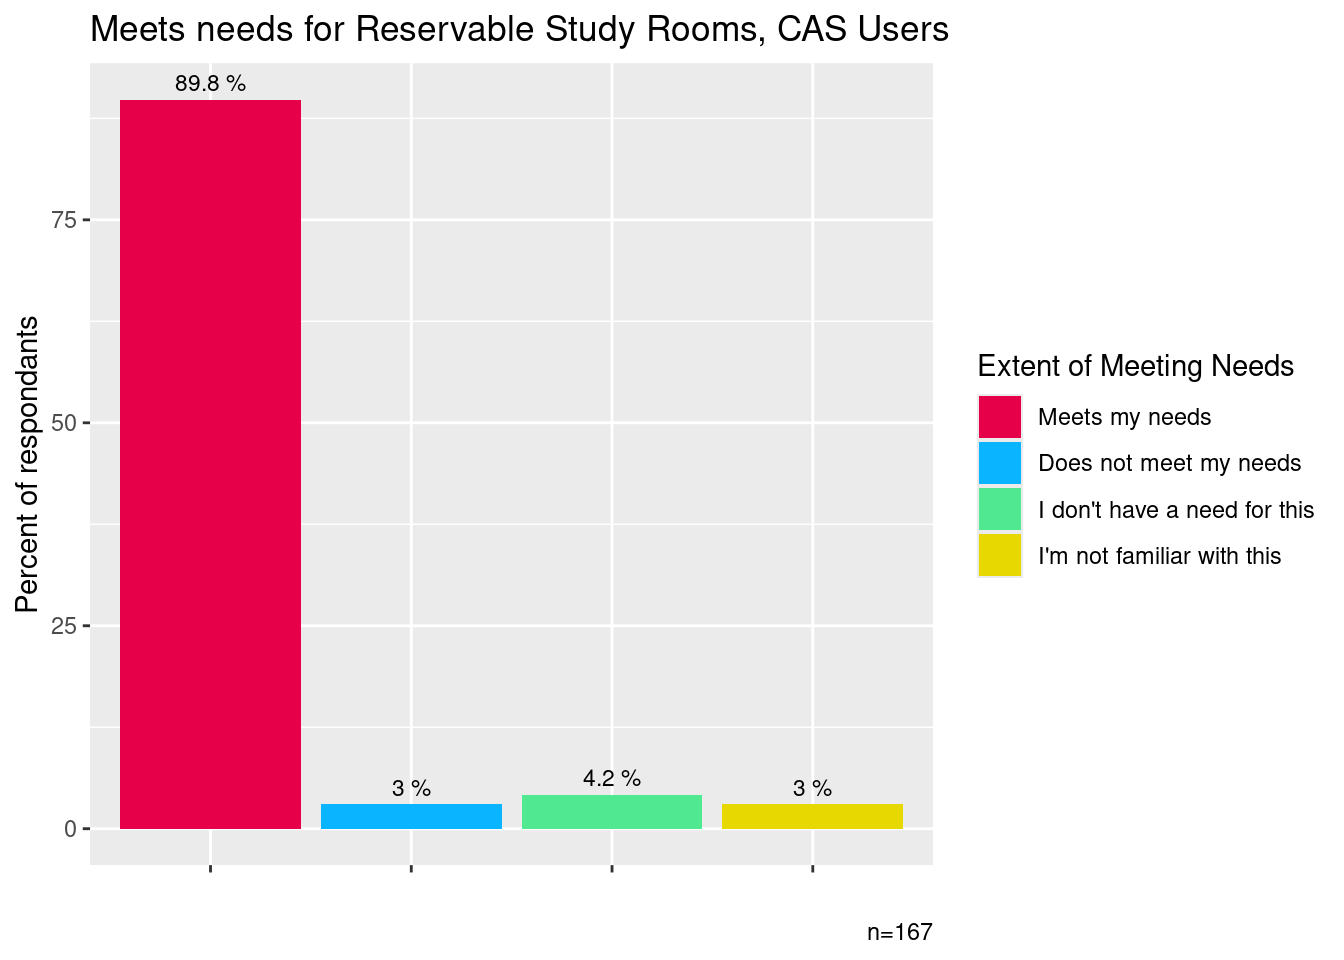 Meets needs for Reservable Study Rooms, CAS Users
89.8 %
3 %
4.2 %
3 %
75
50
25
0
Percent of respondants
Extent of Meeting Needs
Meets my needs
Does not meet my needs
I don't have a need for this
I'm not familiar with this
n=167